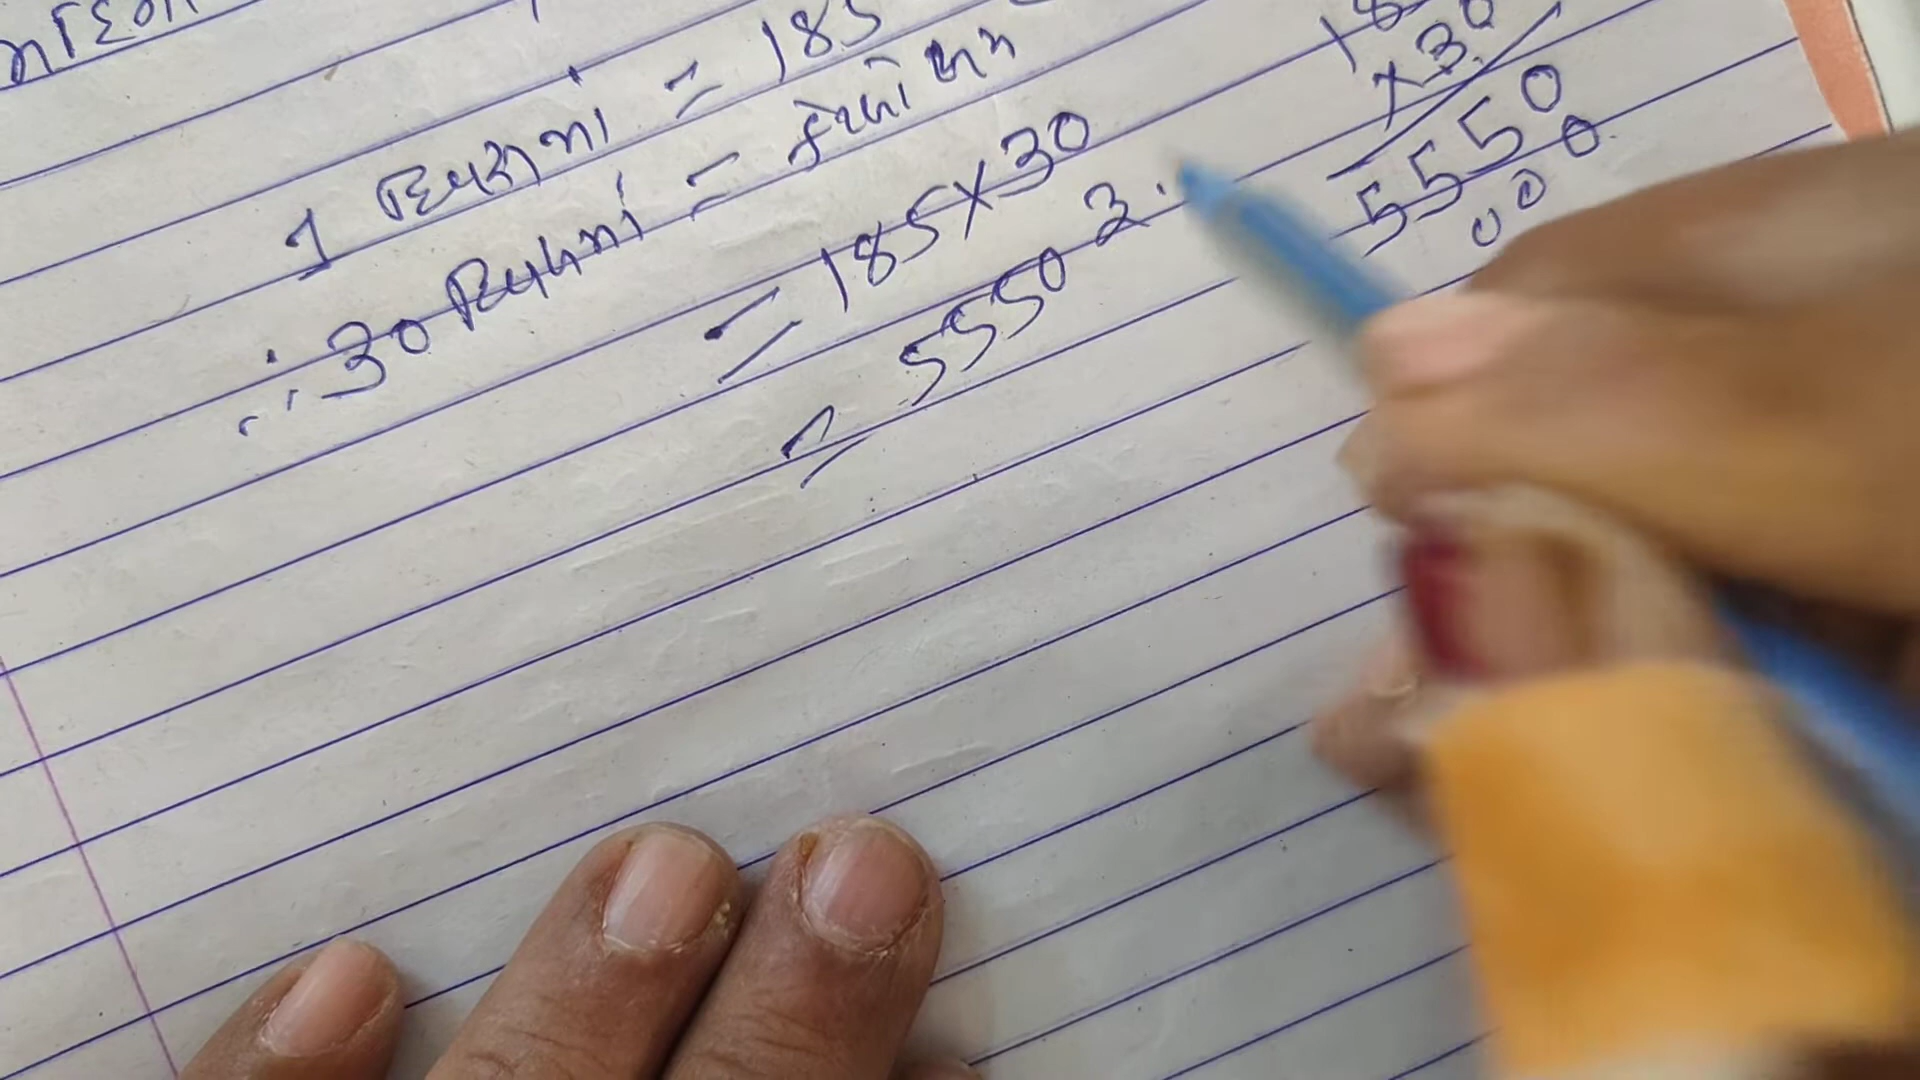 1 દિવસનાં = 185
∴ 30 દિવસનાં = કેટલાં થાય
= 185 × 30
= 5550 રૂ.
× 30
5550
000